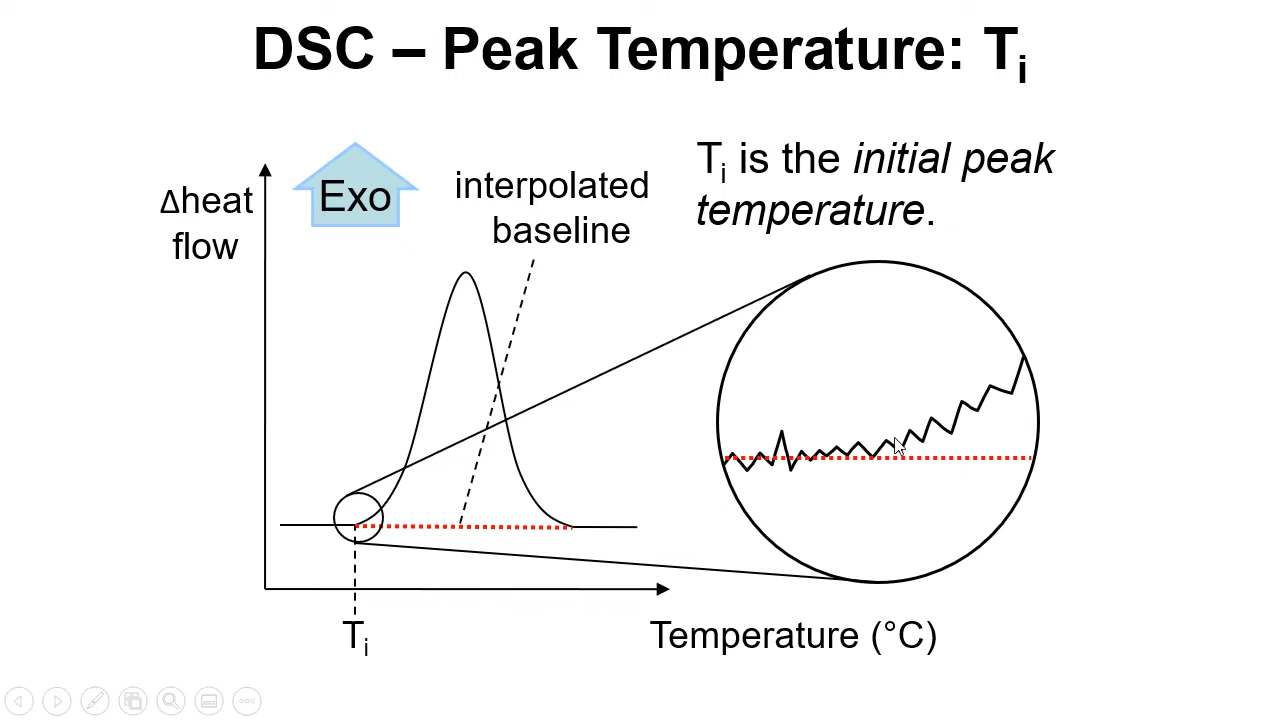 DSC – Peak Temperature: Ti
Ti is the initial peak
temperature.
Exo
Δheat
flow
interpolated
baseline
Ti
Temperature (°C)